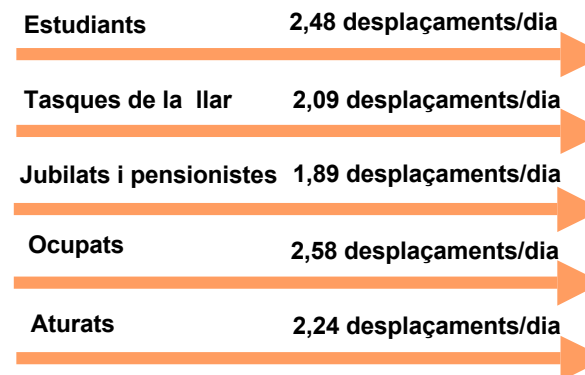 Estudiants 2,48 desplaçaments/dia
Tasques de la llar 2,09 desplaçaments/dia
Jubilats i pensionistes 1,89 desplaçaments/dia
Ocupats 2,58 desplaçaments/dia
Aturats 2,24 desplaçaments/dia